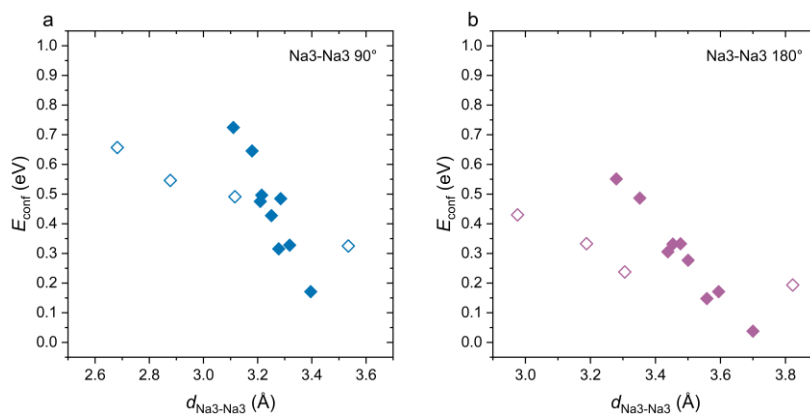 a
Na3-Na3 90°
1.0
0.9
0.8
0.7
0.6
0.5
0.4
0.3
0.2
0.1
0.0
E_conf (eV)
2.6 2.8 3.0 3.2 3.4 3.6
d_Na3-Na3 (Å)
b
Na3-Na3 180°
1.0
0.9
0.8
0.7
0.6
0.5
0.4
0.3
0.2
0.1
0.0
E_conf (eV)
3.0 3.2 3.4 3.6 3.8
d_Na3-Na3 (Å)